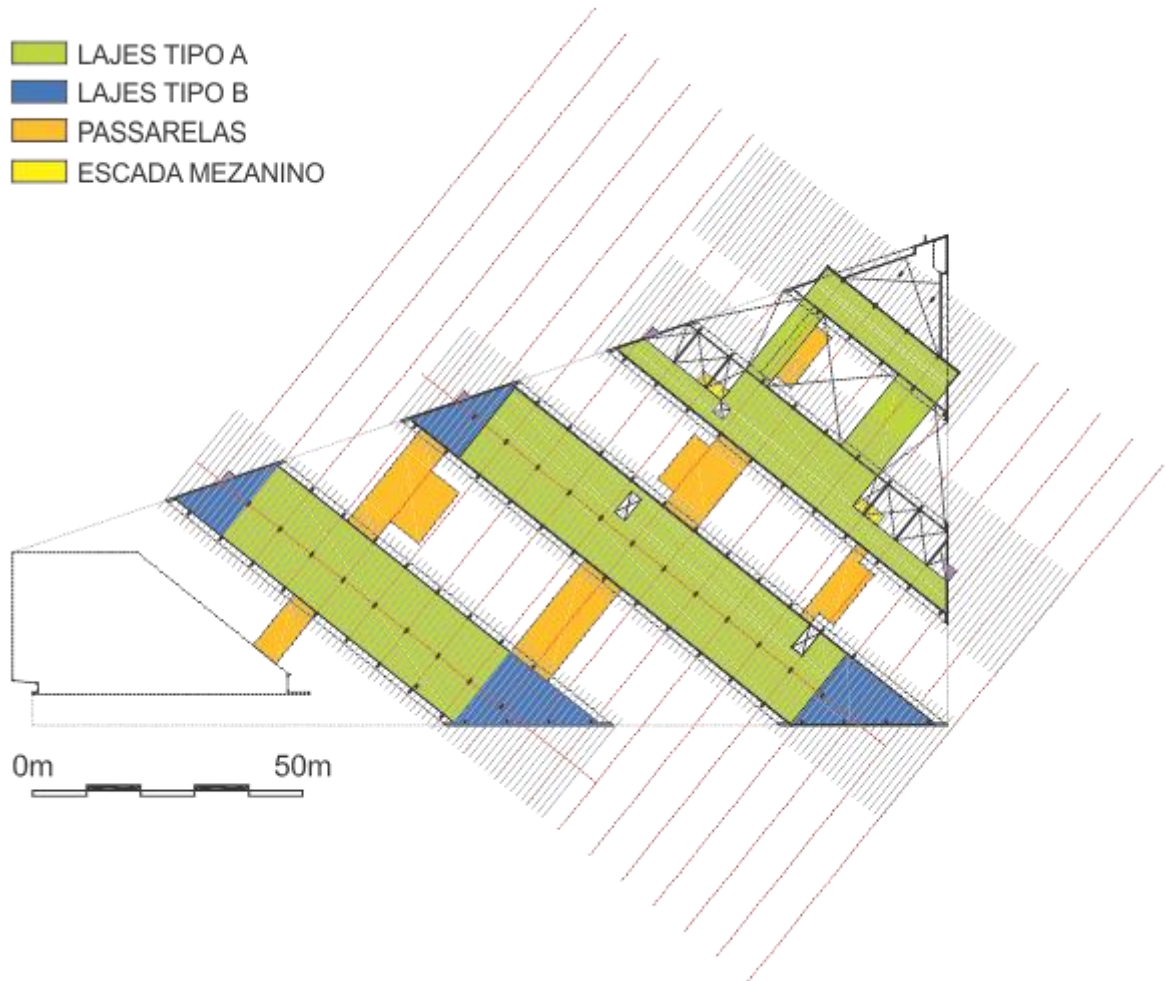 LAJES TIPO A
LAJES TIPO B
PASSARELAS
ESCADA MEZANINO
0m 50m